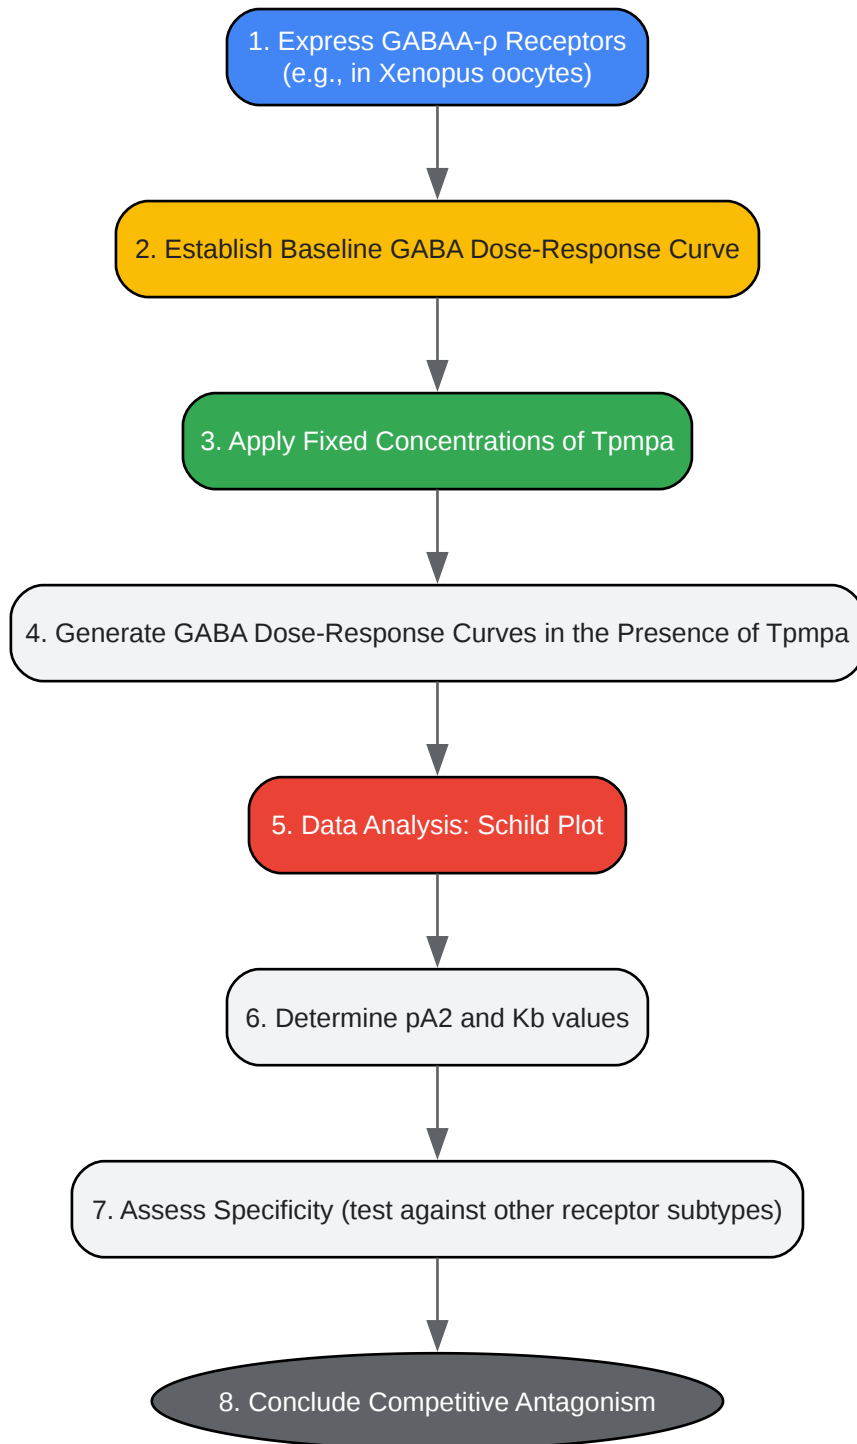 1. Express GABAA-ρ Receptors
(e.g., in Xenopus oocytes)
2. Establish Baseline GABA Dose-Response Curve
3. Apply Fixed Concentrations of Tpmpa
4. Generate GABA Dose-Response Curves in the Presence of Tpmpa
5. Data Analysis: Schild Plot
6. Determine pA2 and Kb values
7. Assess Specificity (test against other receptor subtypes)
8. Conclude Competitive Antagonism